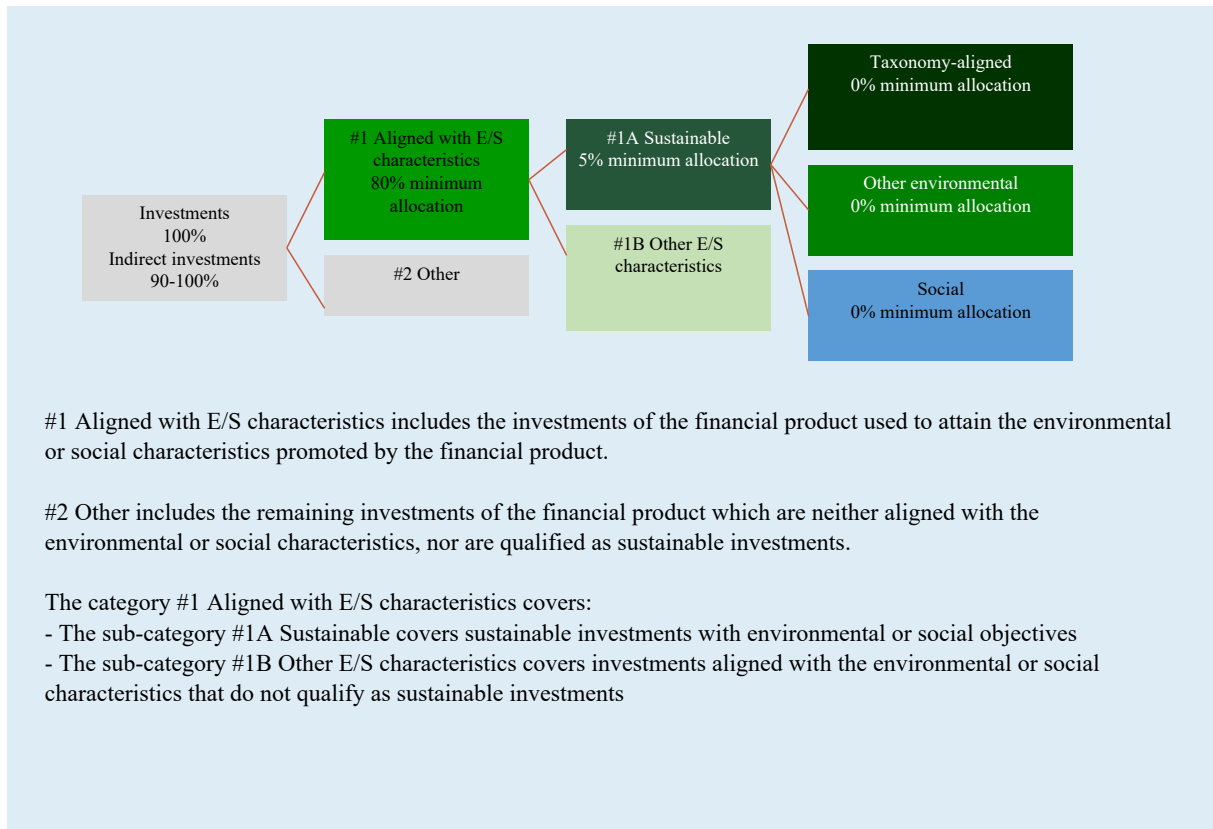 Taxonomy-aligned
0% minimum allocation
#1 Aligned with E/S
characteristics
80% minimum
allocation
#1A Sustainable
5% minimum allocation
Other environmental
0% minimum allocation
Investments
100%
Indirect investments
90-100%
#2 Other
#1B Other E/S
characteristics
Social
0% minimum allocation
#1 Aligned with E/S characteristics includes the investments of the financial product used to attain the environmental
or social characteristics promoted by the financial product.
#2 Other includes the remaining investments of the financial product which are neither aligned with the
environmental or social characteristics, nor are qualified as sustainable investments.
The category #1 Aligned with E/S characteristics covers:
- The sub-category #1A Sustainable covers sustainable investments with environmental or social objectives
- The sub-category #1B Other E/S characteristics covers investments aligned with the environmental or social
characteristics that do not qualify as sustainable investments